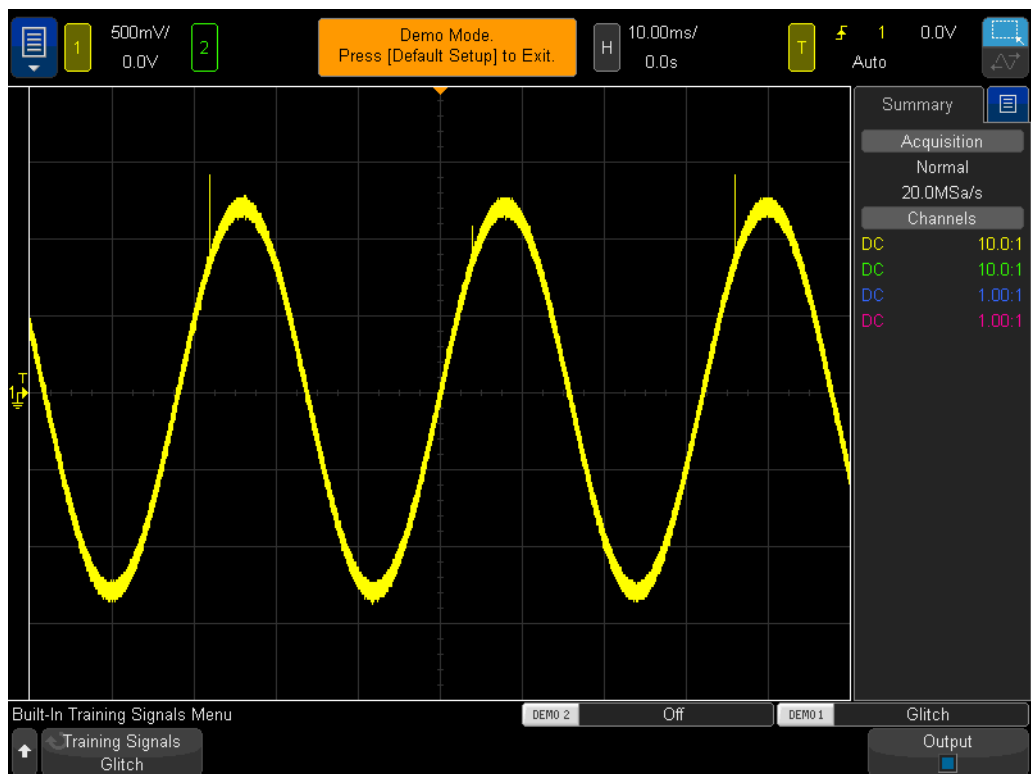 1
500mV/
0.0V
2
Demo Mode.
Press [Default Setup] to Exit.
H
10.00ms/
0.0s
T
1
0.0V
Auto
Summary
Acquisition
Normal
20.0MSa/s
Channels
DC 10.0:1
DC 10.0:1
DC 1.00:1
DC 1.00:1
T
1
Built-In Training Signals Menu
DEMO 2 Off
DEMO 1 Glitch
Training Signals
Glitch
Output